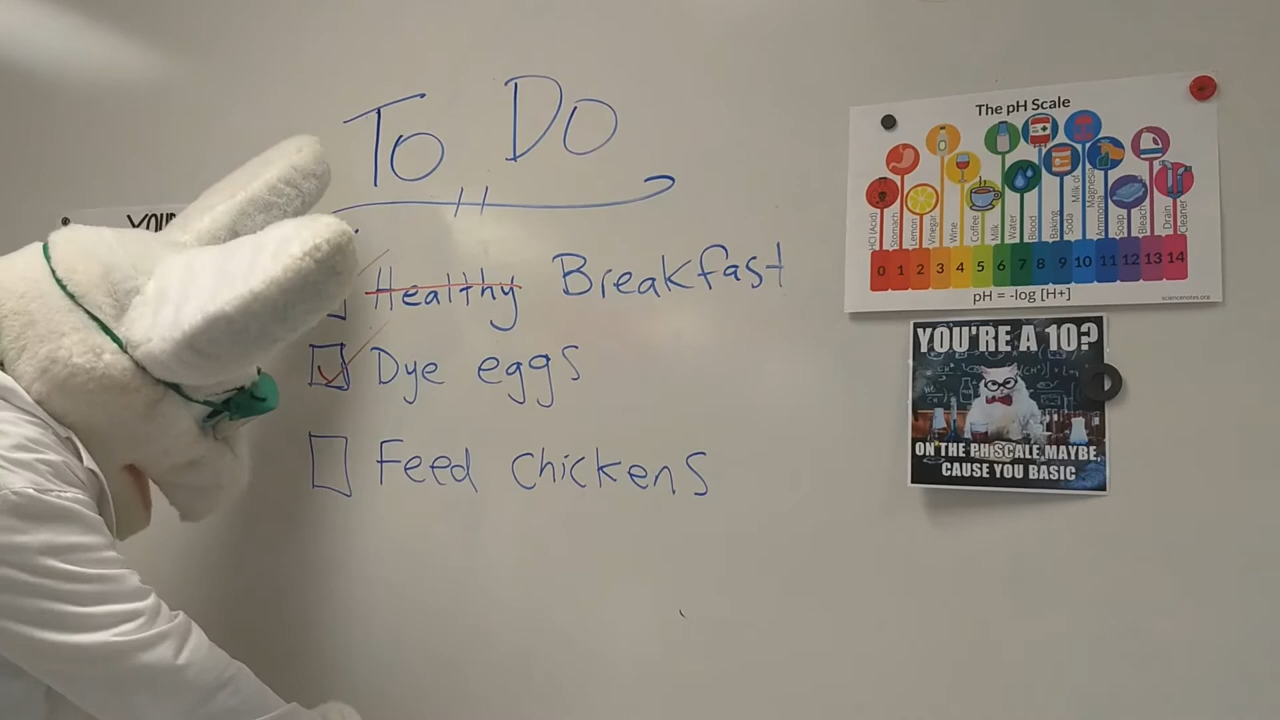 To Do
YOU
Healthy Breakfast
Dye eggs
Feed Chickens
The pH Scale
HCl (Acid)
Stomach
Lemon
Vinegar
Wine
Coffee
Milk
Water
Blood
Baking Soda
Milk of Magnesia
Ammonia
Soap
Bleach
Drain Cleaner
0 1 2 3 4 5 6 7 8 9 10 11 12 13 14
pH = -log [H+]
sciencenotes.org
YOU'RE A 10?
ON THE PH SCALE MAYBE,
CAUSE YOU BASIC